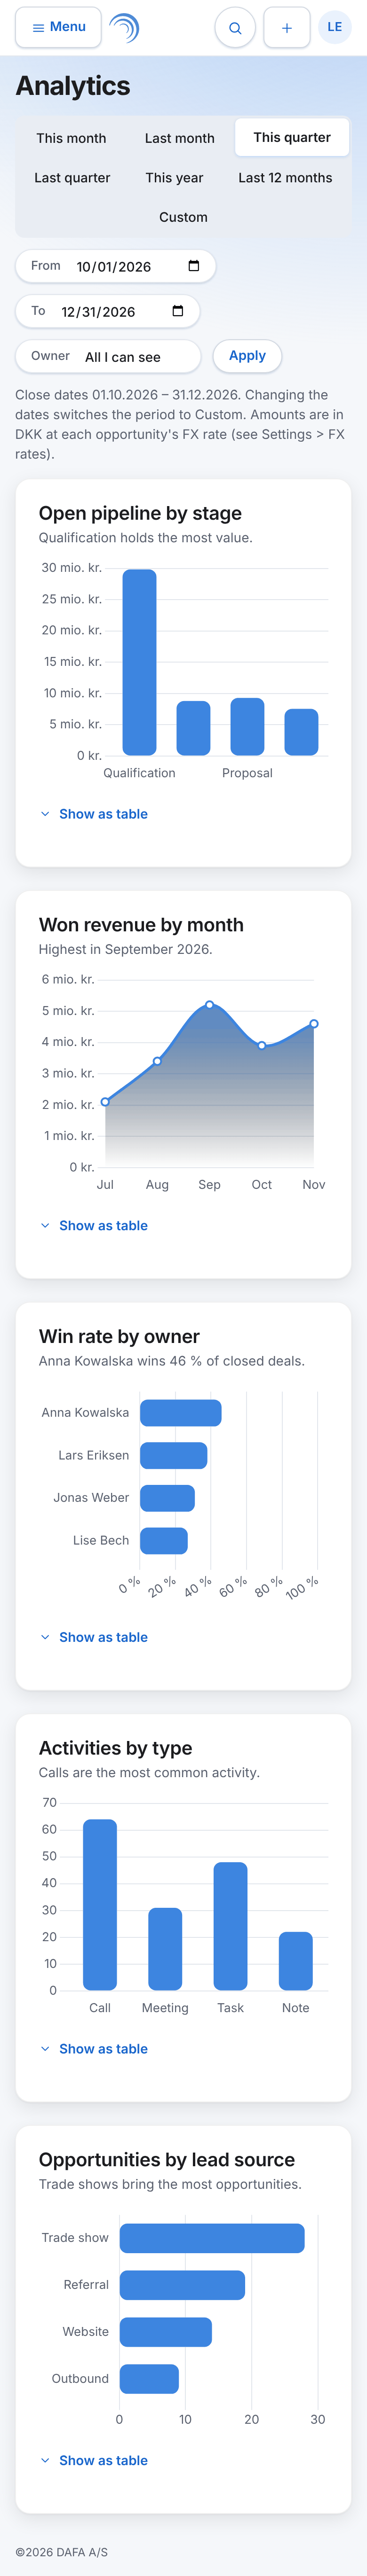 Menu
LE
Analytics
This month
Last month
This quarter
Last quarter
This year
Last 12 months
Custom
From 10/01/2026
To 12/31/2026
Owner All I can see
Apply
Close dates 01.10.2026 – 31.12.2026. Changing the
dates switches the period to Custom. Amounts are in
DKK at each opportunity's FX rate (see Settings > FX
rates).
Open pipeline by stage
Qualification holds the most value.
30 mio. kr.
25 mio. kr.
20 mio. kr.
15 mio. kr.
10 mio. kr.
5 mio. kr.
0 kr.
Qualification
Proposal
Show as table
Won revenue by month
Highest in September 2026.
6 mio. kr.
5 mio. kr.
4 mio. kr.
3 mio. kr.
2 mio. kr.
1 mio. kr.
0 kr.
Jul
Aug
Sep
Oct
Nov
Show as table
Win rate by owner
Anna Kowalska wins 46 % of closed deals.
Anna Kowalska
Lars Eriksen
Jonas Weber
Lise Bech
0 %
20 %
40 %
60 %
80 %
100 %
Show as table
Activities by type
Calls are the most common activity.
70
60
50
40
30
20
10
0
Call
Meeting
Task
Note
Show as table
Opportunities by lead source
Trade shows bring the most opportunities.
Trade show
Referral
Website
Outbound
0
10
20
30
Show as table
©2026 DAFA A/S